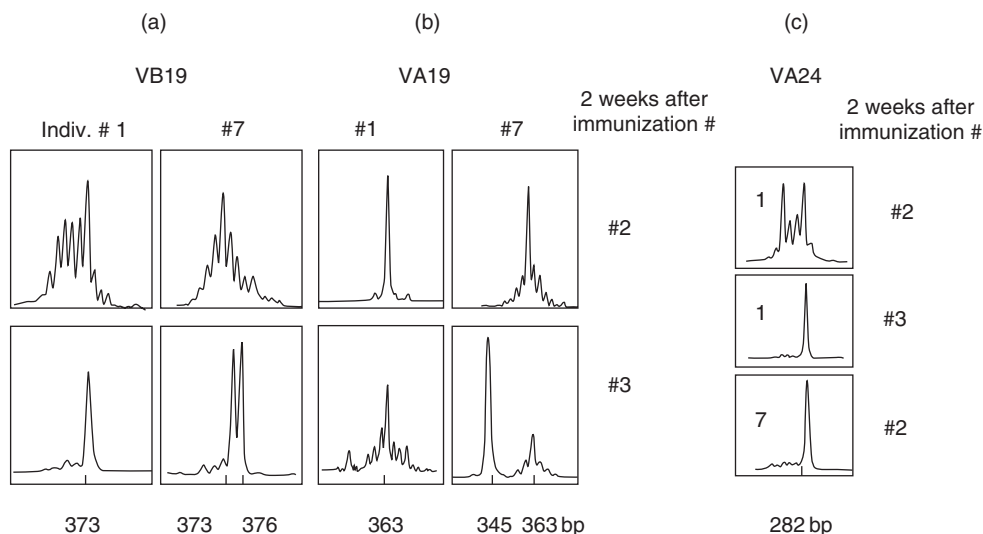 (a) (b) (c)
VB19 VA19 VA24
2 weeks after
immunization #
2 weeks after
immunization #
Indiv. # 1 #7 #1 #7
1
#2
#2
1
#3
#3
7
#2
373 373 376 363 345 363 bp 282 bp